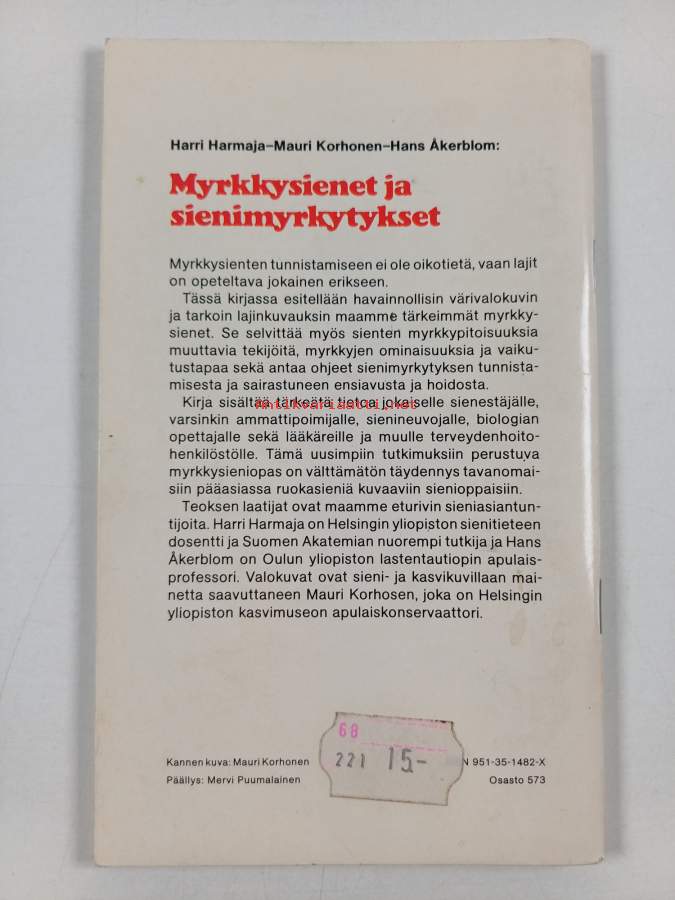 Harri Harmaja–Mauri Korhonen–Hans Åkerblom:
Myrkkysienet ja
sienimyrkytykset
Myrkkysienten tunnistamiseen ei ole oikotietä, vaan lajit
on opeteltava jokainen erikseen.
Tässä kirjassa esitellään havainnollisin värivalokuvin
ja tarkoin lajinkuvauksin maamme tärkeimmät myrkky-
sienet. Se selvittää myös sienten myrkkypitoisuuksia
muuttavia tekijöitä, myrkkyjen ominaisuuksia ja vaiku-
tustapaa sekä antaa ohjeet sienimyrkytyksen tunnista-
misesta ja sairastuneen ensiavusta ja hoidosta.
Kirja sisältää tärkeätä tietoa jokaiselle sienestäjälle,
Antikvariaatti.net
varsinkin ammattipoimijalle, sienineuvojalle, biologian
opettajalle sekä lääkäreille ja muulle terveydenhoito-
henkilöstölle. Tämä uusimpiin tutkimuksiin perustuva
myrkkysieniopas on välttämätön täydennys tavanomai-
siin pääasiassa ruokasieniä kuvaaviin sienioppaisiin.
Teoksen laatijat ovat maamme eturivin sieniasiantun-
tijoita. Harri Harmaja on Helsingin yliopiston sienitieteen
dosentti ja Suomen Akatemian nuorempi tutkija ja Hans
Åkerblom on Oulun yliopiston lastentautiopin apulais-
professori. Valokuvat ovat sieni- ja kasvikuvillaan mai-
netta saavuttaneen Mauri Korhosen, joka on Helsingin
yliopiston kasvimuseon apulaiskonservaattori.
68
221 15,-
Kannen kuva: Mauri Korhonen
N 951-35-1482-X
Päällys: Mervi Puumalainen
Osasto 573